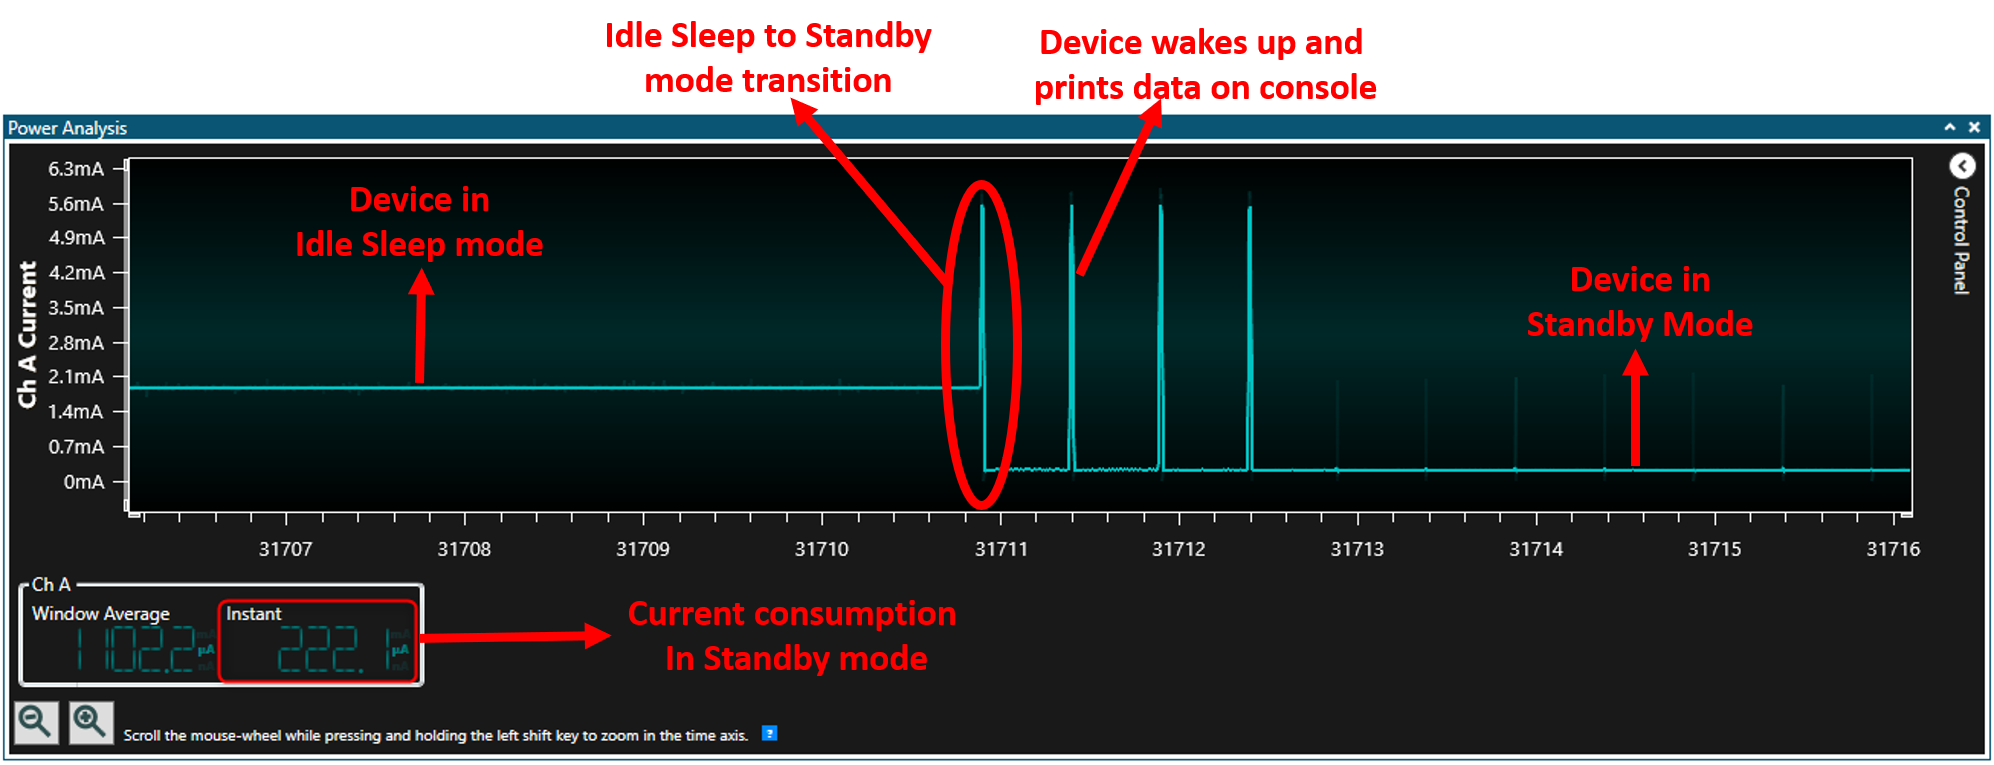 Idle Sleep to Standby
mode transition
Device wakes up and
prints data on console
Power Analysis
6.3mA
5.6mA
4.9mA
4.2mA
3.5mA
2.8mA
2.1mA
1.4mA
0.7mA
0mA
Ch A Current
Device in
Idle Sleep mode
Device in
Standby Mode
Control Panel
31707 31708 31709 31710 31711 31712 31713 31714 31715 31716
Ch A
Window Average Instant
1102.2 mA µA nA 222.1 mA µA nA
Current consumption
In Standby mode
Scroll the mouse-wheel while pressing and holding the left shift key to zoom in the time axis. ?